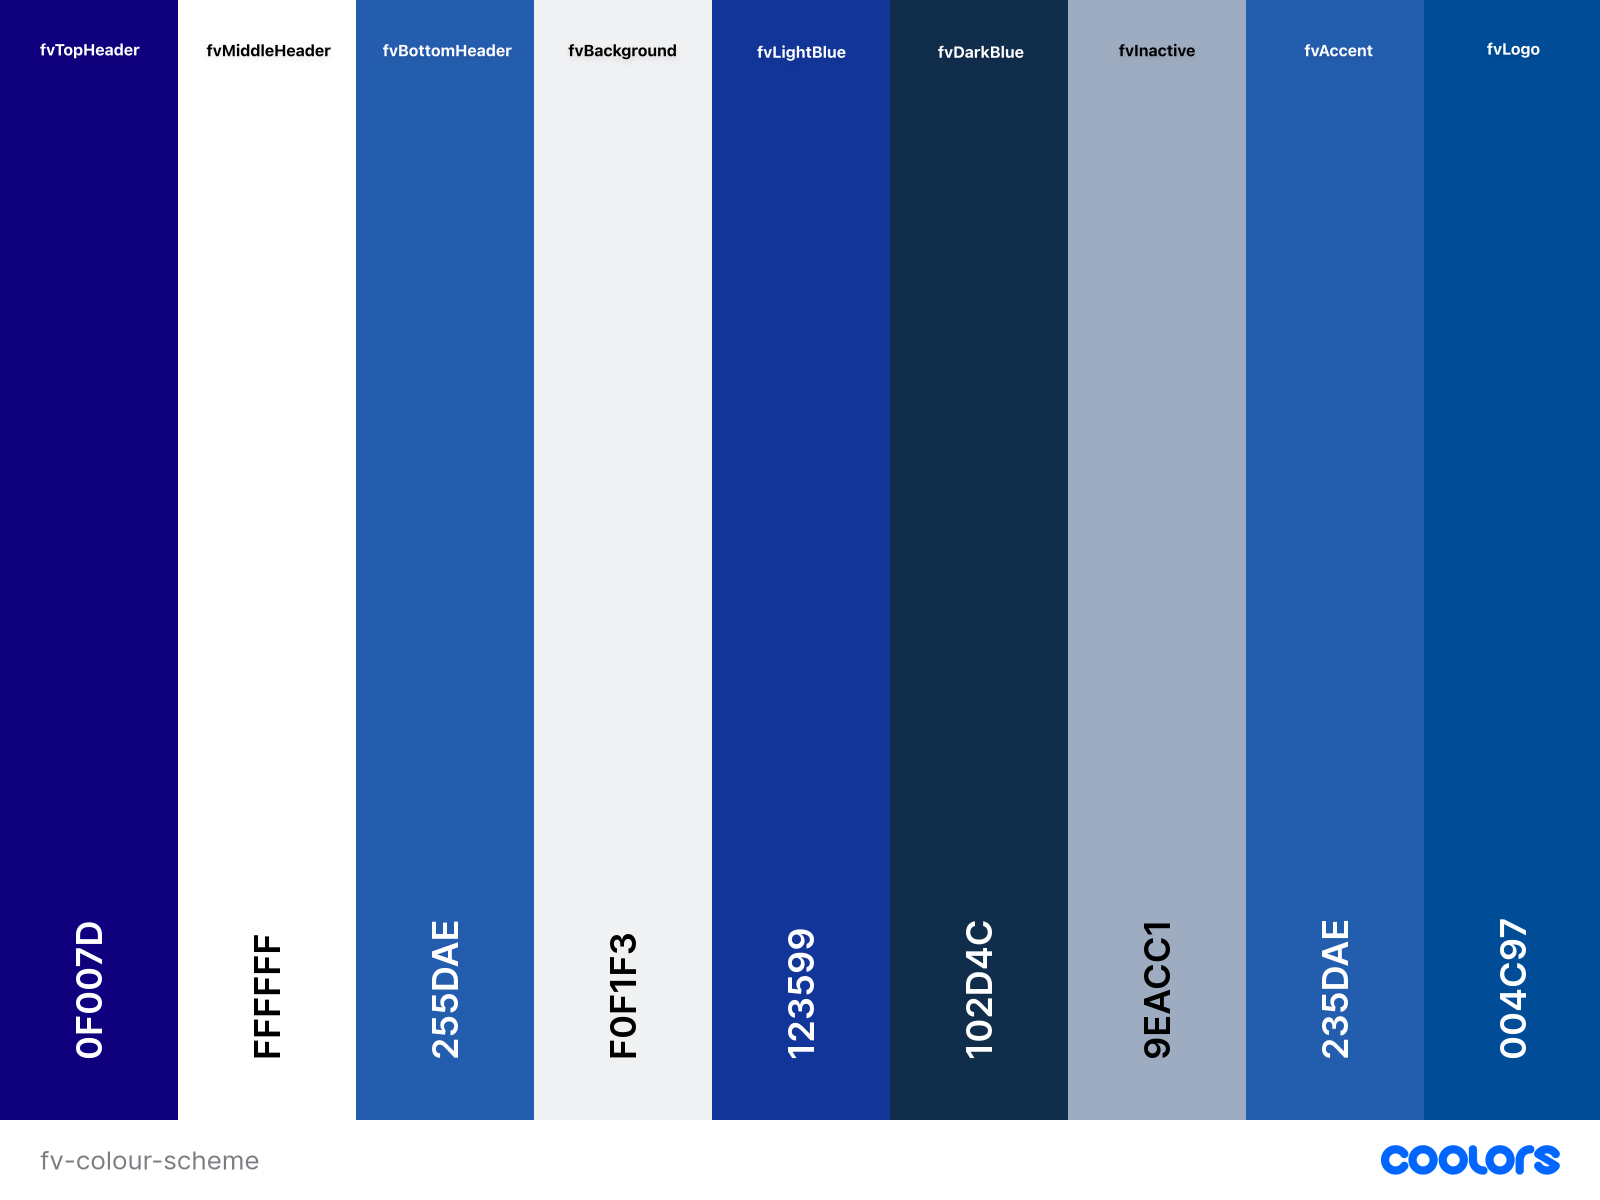 fvTopHeader
fvMiddleHeader
fvBottomHeader
fvBackground
fvLightBlue
fvDarkBlue
fvInactive
fvAccent
fvLogo
0F007D
FFFFFF
255DAE
F0F1F3
123599
102D4C
9EACC1
235DAE
004C97
fv-colour-scheme
coolors